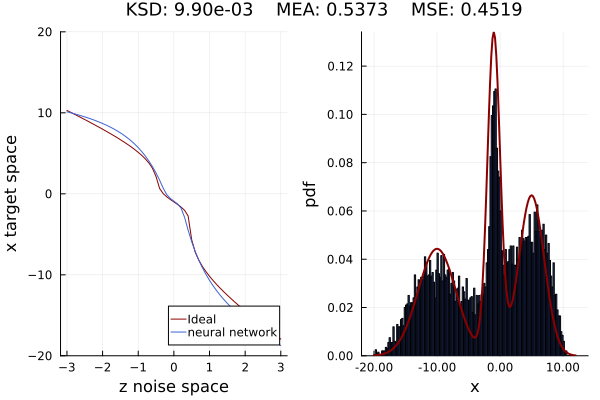 KSD: 9.90e-03 MEA: 0.5373 MSE: 0.4519
20
10
0
−10
−20
−3 −2 −1 0 1 2 3
x target space
z noise space
Ideal
neural network
0.12
0.10
0.08
0.06
0.04
0.02
0.00
-20.00 -10.00 0.00 10.00
pdf
x